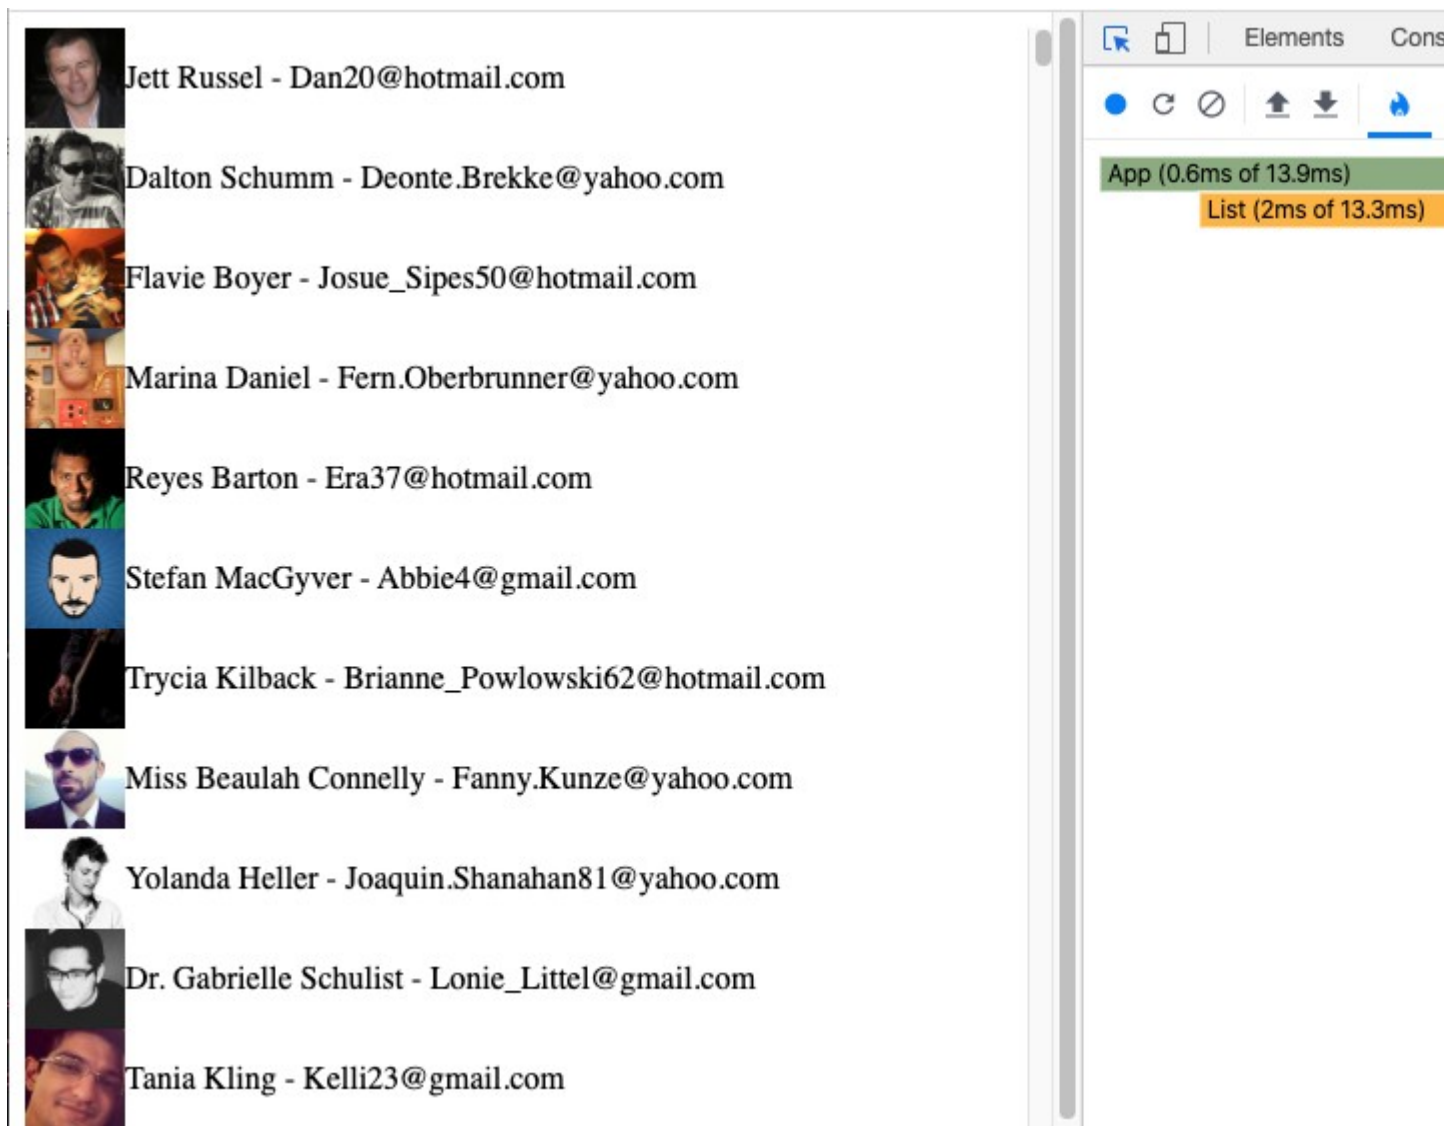 Jett Russel - Dan20@hotmail.com
Dalton Schumm - Deonte.Brekke@yahoo.com
Flavie Boyer - Josue_Sipes50@hotmail.com
Marina Daniel - Fern.Oberbrunner@yahoo.com
Reyes Barton - Era37@hotmail.com
Stefan MacGyver - Abbie4@gmail.com
Trycia Kilback - Brianne_Powlowski62@hotmail.com
Miss Beaulah Connelly - Fanny.Kunze@yahoo.com
Yolanda Heller - Joaquin.Shanahan81@yahoo.com
Dr. Gabrielle Schulist - Lonie_Littel@gmail.com
Tania Kling - Kelli23@gmail.com
Elements Cons
App (0.6ms of 13.9ms)
List (2ms of 13.3ms)